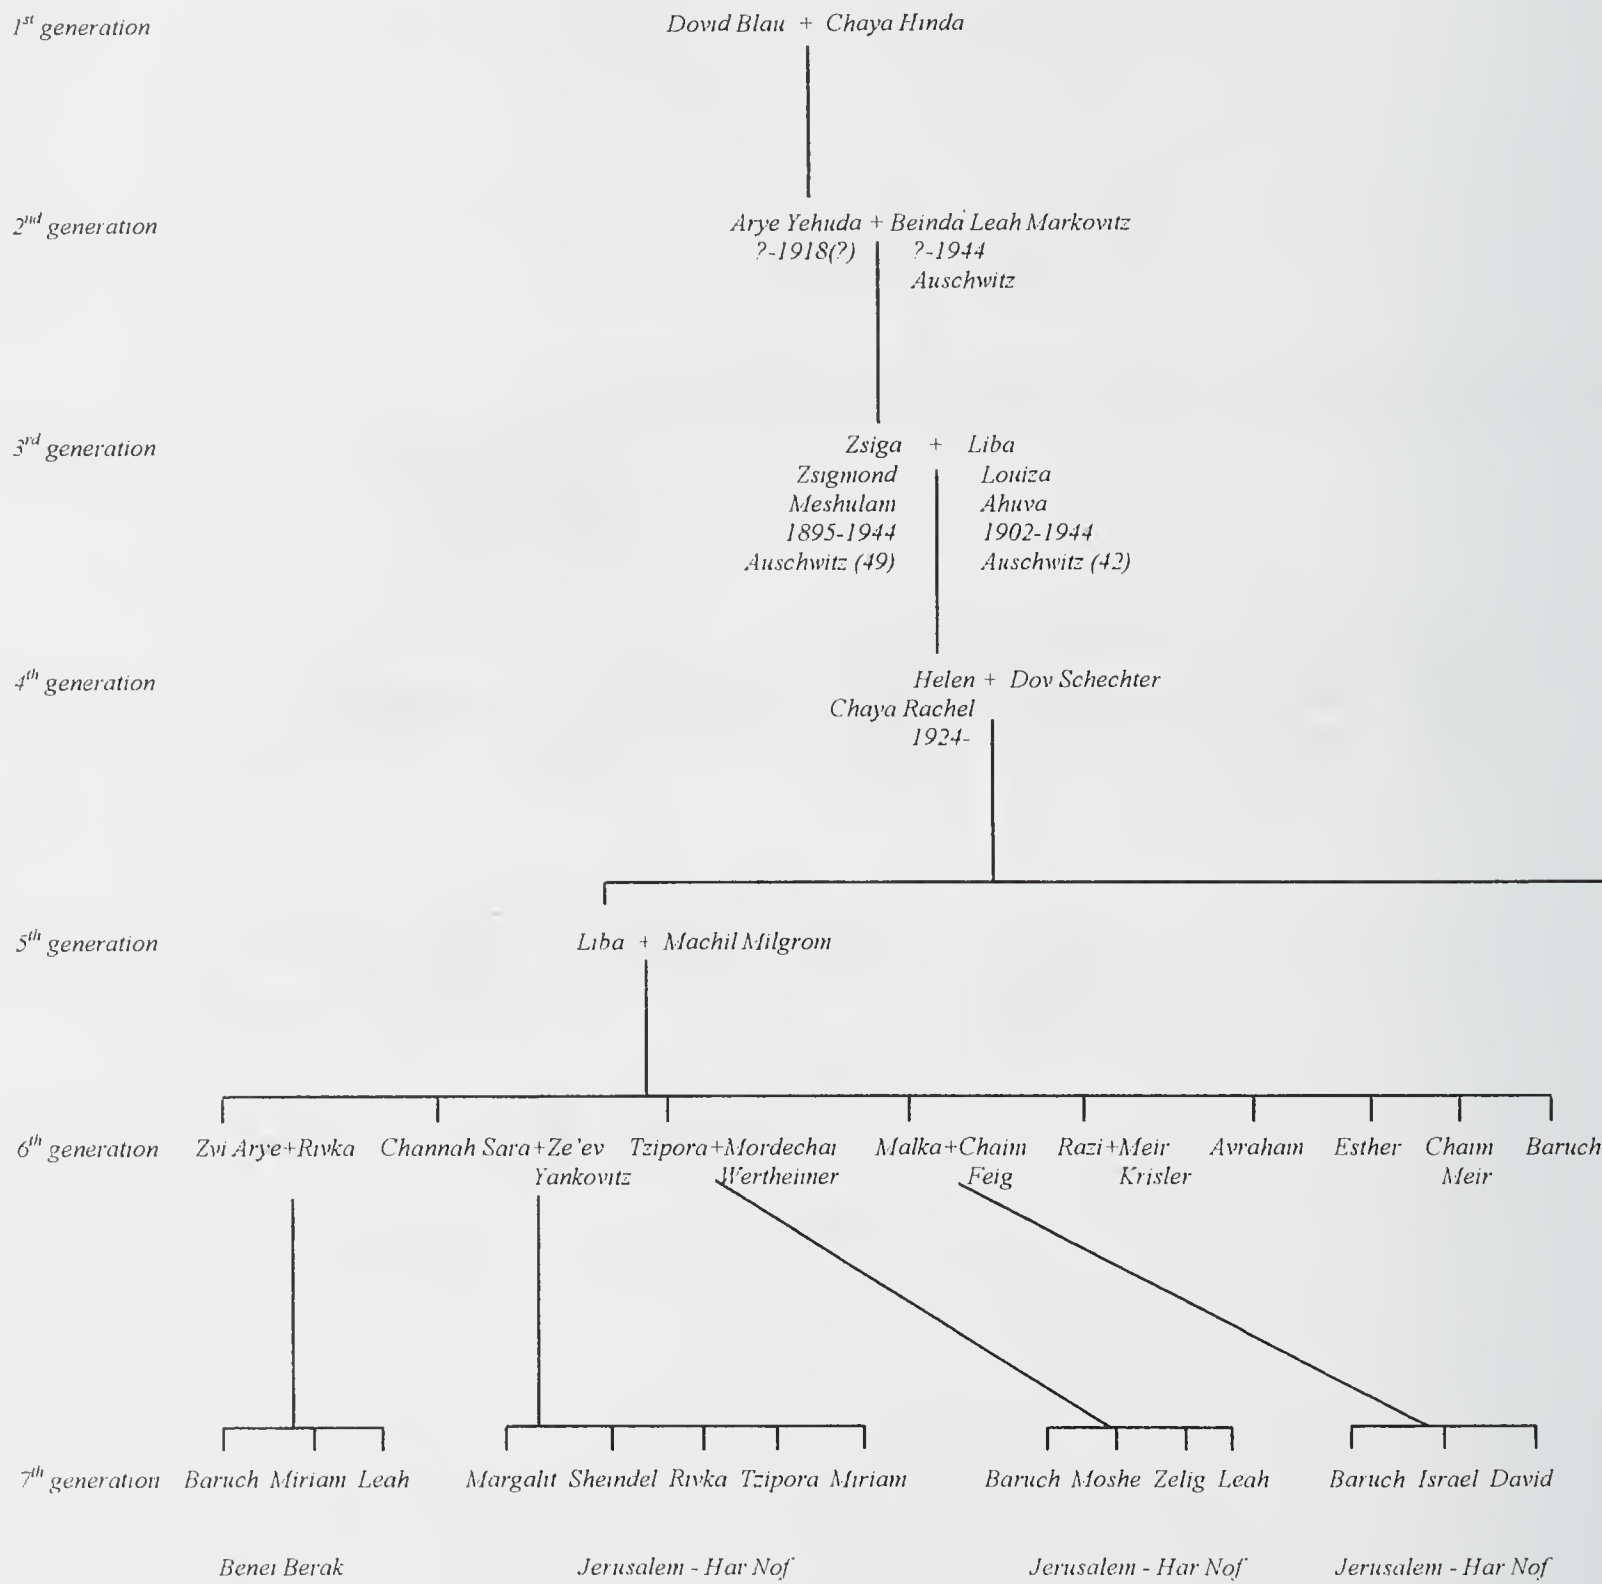 1st generation Dovid Blau + Chaya Hinda
2nd generation Arye Yehuda + Beinda Leah Markovitz
?-1918(?) ?-1944
Auschwitz
3rd generation Zsiga + Liba
Zsigmond Louiza
Meshulam Ahuva
1895-1944 1902-1944
Auschwitz (49) Auschwitz (42)
4th generation Helen + Dov Schechter
Chaya Rachel
1924-
5th generation Liba + Machil Milgrom
6th generation Zvi Arye+Rivka Channah Sara+Ze'ev Tzipora+Mordechai Malka+Chaim Razi+Meir Avraham Esther Chaim Baruch
Yankovitz Wertheimer Feig Krisler Meir
7th generation Baruch Miriam Leah Margalit Sheindel Rivka Tzipora Miriam Baruch Moshe Zelig Leah Baruch Israel David
Benei Berak Jerusalem - Har Nof Jerusalem - Har Nof Jerusalem - Har Nof